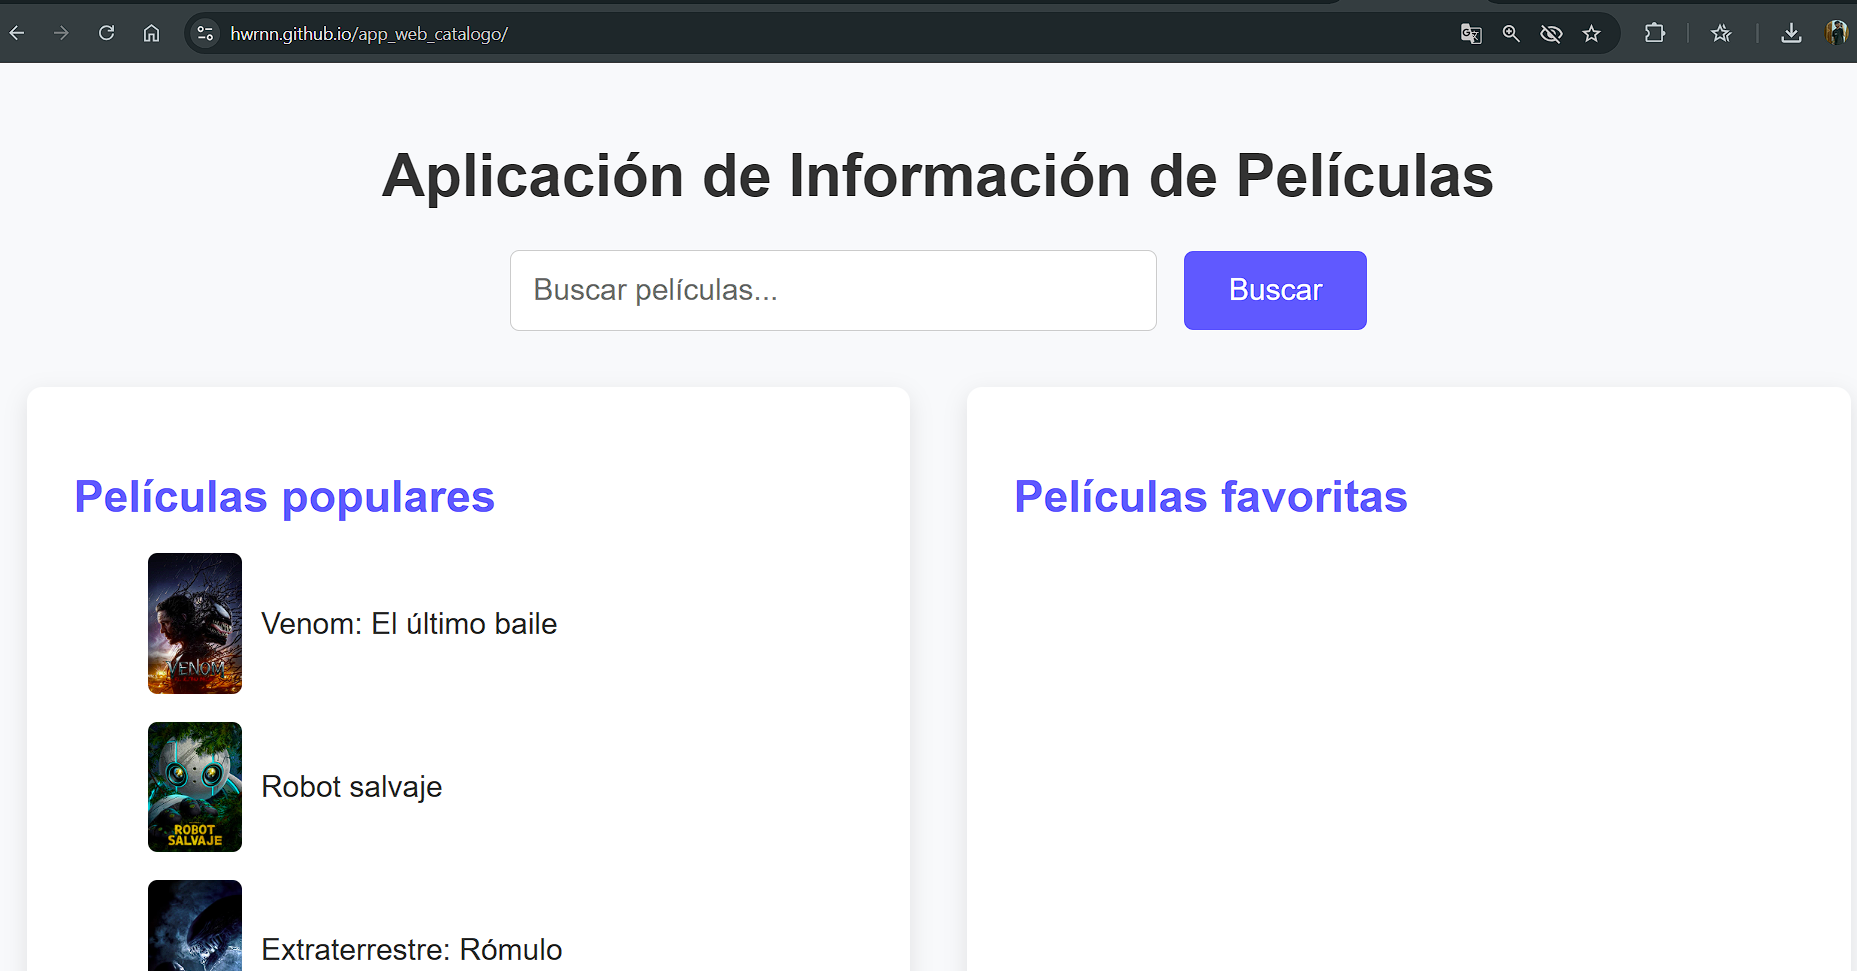 hwrnn.github.io/app_web_catalogo/
Aplicación de Información de Películas
Buscar películas...
Buscar
Películas populares
Películas favoritas
VENOM
Venom: El último baile
ROBOT
SALVAJE
Robot salvaje
Extraterrestre: Rómulo